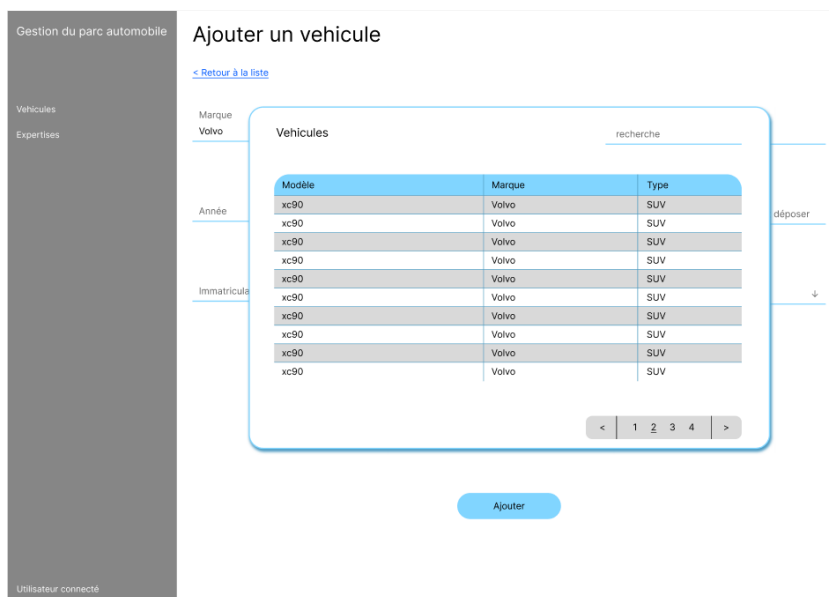 Gestion du parc automobile
Ajouter un vehicule
< Retour à la liste
Vehicules
Expertises
Marque
Volvo
Année
Immatricula
déposer
↓
Vehicules
recherche
Modèle Marque Type
xc90 Volvo SUV
xc90 Volvo SUV
xc90 Volvo SUV
xc90 Volvo SUV
xc90 Volvo SUV
xc90 Volvo SUV
xc90 Volvo SUV
xc90 Volvo SUV
xc90 Volvo SUV
xc90 Volvo SUV
< 1 2 3 4 >
Ajouter
Utilisateur connecté